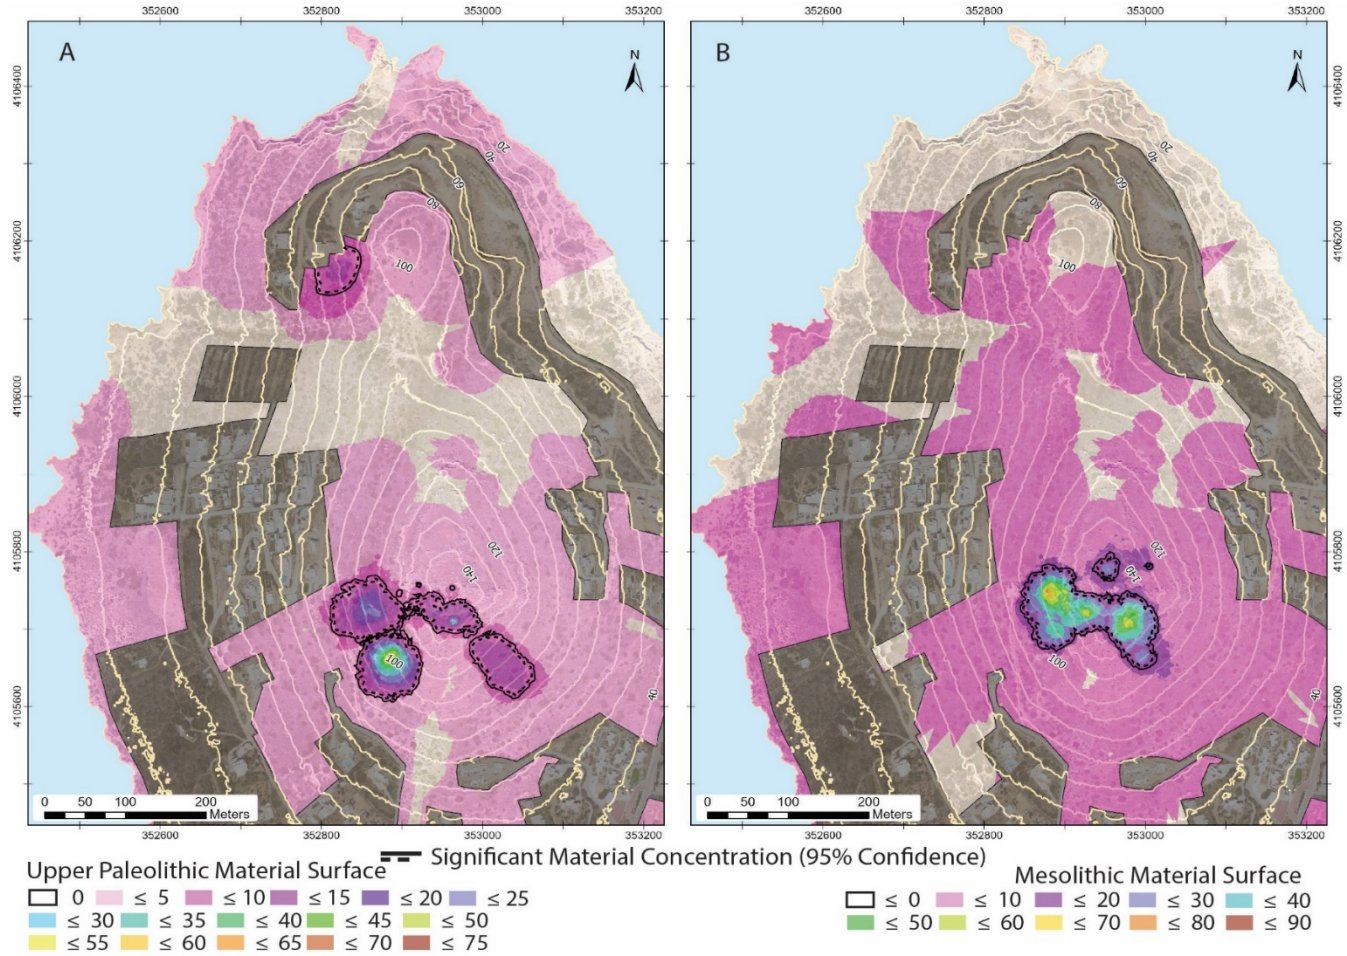 352600 352800 353000 353200 352600 352800 353000 353200
A B
N N
4106400 4106400
20 20
40 40
60 60
80 80
4106200 4106200
100 100
4106000 4106000
4105800 4105800
120 120
140 140
100 100
40 40
4105600 4105600
0 50 100 200 0 50 100 200
Meters Meters
352600 352800 353000 353200 352600 352800 353000 353200
Significant Material Concentration (95% Confidence)
Upper Paleolithic Material Surface Mesolithic Material Surface
0 ≤ 5 ≤ 10 ≤ 15 ≤ 20 ≤ 25 ≤ 0 ≤ 10 ≤ 20 ≤ 30 ≤ 40
≤ 30 ≤ 35 ≤ 40 ≤ 45 ≤ 50 ≤ 50 ≤ 60 ≤ 70 ≤ 80 ≤ 90
≤ 55 ≤ 60 ≤ 65 ≤ 70 ≤ 75